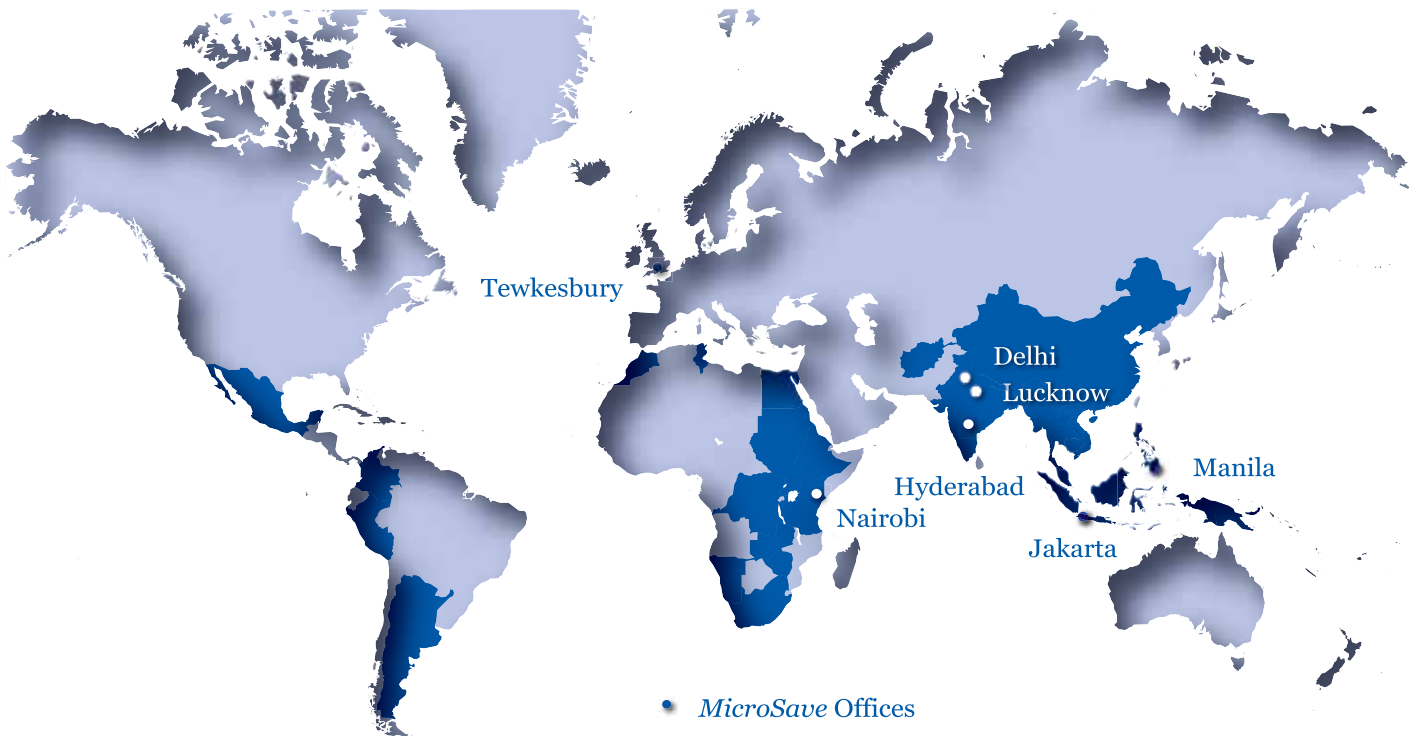 Tewkesbury
Delhi
Lucknow
Manila
Hyderabad
Nairobi
Jakarta
MicroSave Offices